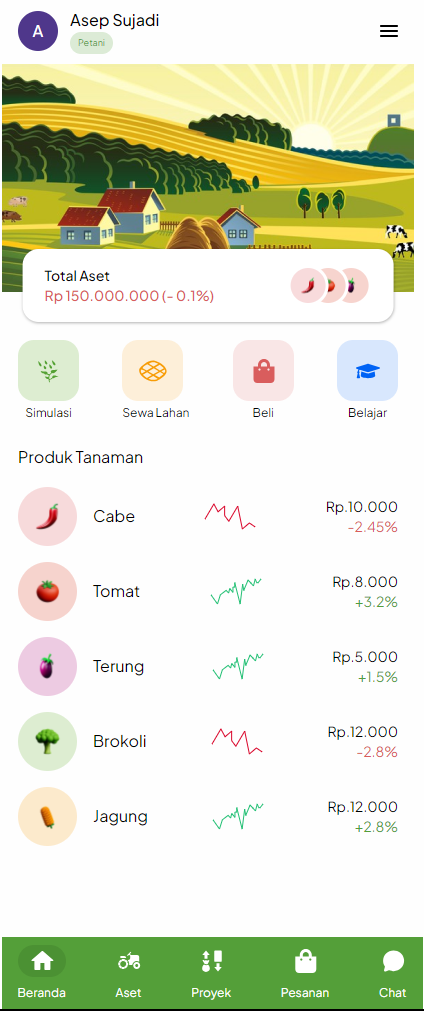 A
Asep Sujadi
Petani
Total Aset
Rp 150.000.000 (- 0.1%)
Simulasi
Sewa Lahan
Beli
Belajar
Produk Tanaman
Cabe
Rp.10.000
-2.45%
Tomat
Rp.8.000
+3.2%
Terung
Rp.5.000
+1.5%
Brokoli
Rp.12.000
-2.8%
Jagung
Rp.12.000
+2.8%
Beranda
Aset
Proyek
Pesanan
Chat